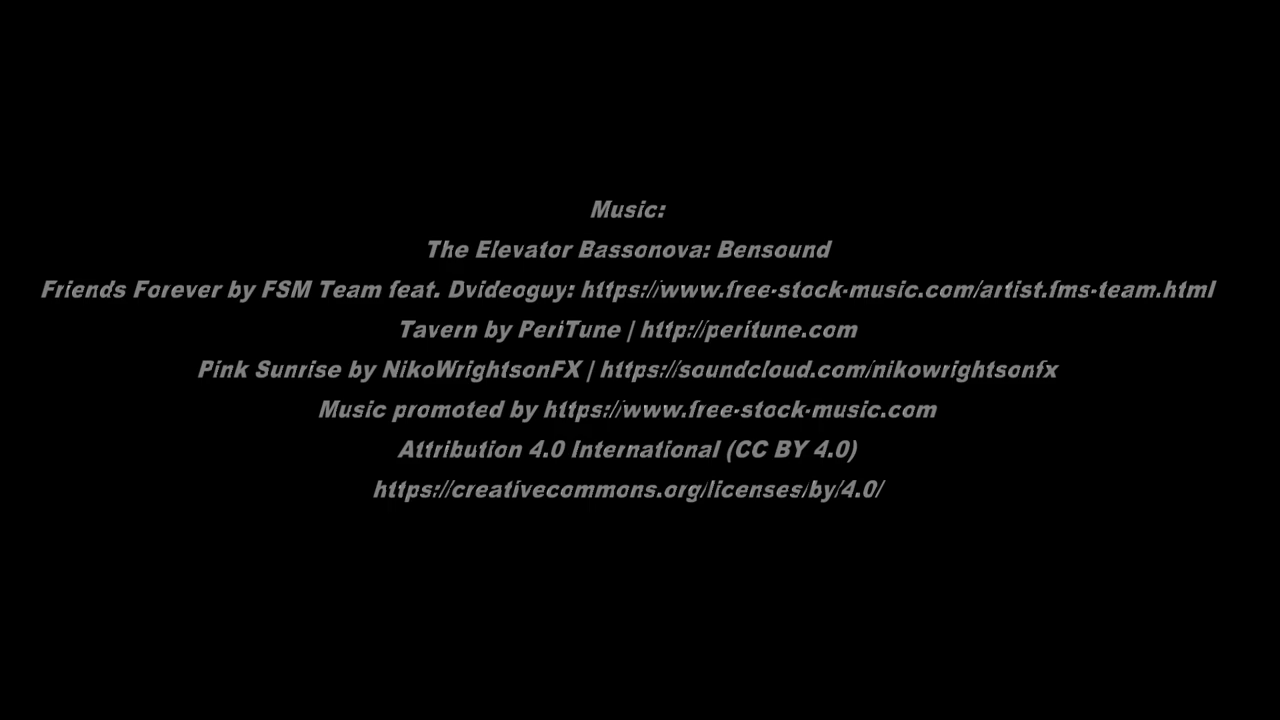 Music:
The Elevator Bassonova: Bensound
Friends Forever by FSM Team feat. Dvideoguy: https://www.free-stock-music.com/artist.fms-team.html
Tavern by PeriTune | http://peritune.com
Pink Sunrise by NikoWrightsonFX | https://soundcloud.com/nikowrightsonfx
Music promoted by https://www.free-stock-music.com
Attribution 4.0 International (CC BY 4.0)
https://creativecommons.org/licenses/by/4.0/